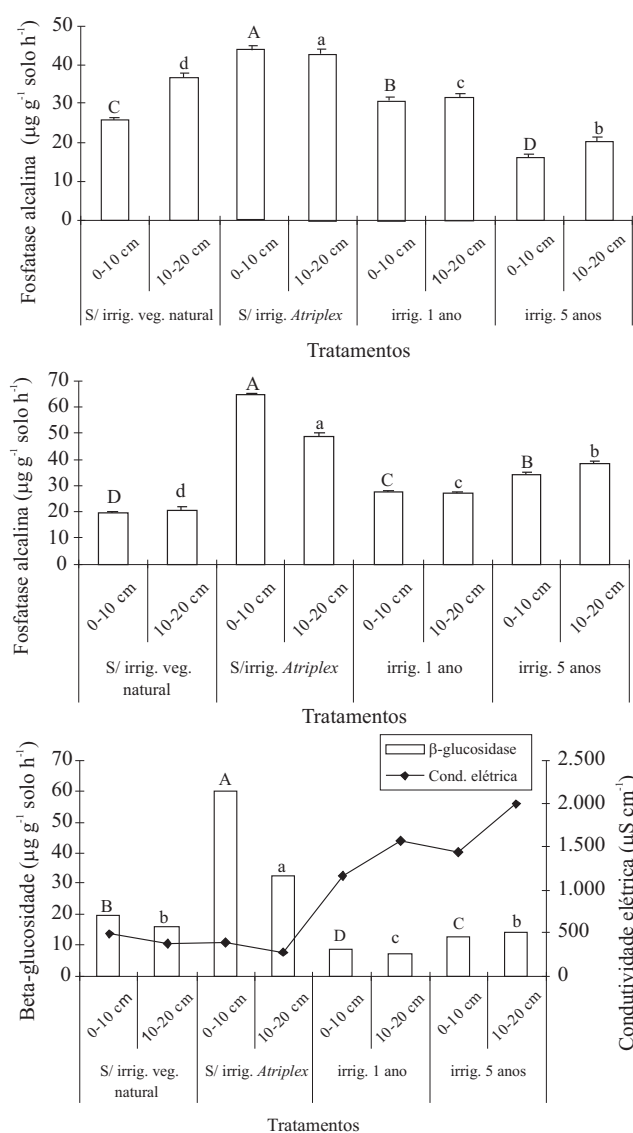 Fosfatase alcalina (µg g⁻¹ solo h⁻¹)
50
40
30
20
10
0
C
d
A
a
B
c
D
b
0-10 cm
10-20 cm
0-10 cm
10-20 cm
0-10 cm
10-20 cm
0-10 cm
10-20 cm
S/ irrig. veg. natural
S/ irrig. Atriplex
irrig. 1 ano
irrig. 5 anos
Tratamentos
Fosfatase alcalina (µg g⁻¹ solo h⁻¹)
70
60
50
40
30
20
10
0
D
d
A
a
C
c
B
b
0-10 cm
10-20 cm
0-10 cm
10-20 cm
0-10 cm
10-20 cm
0-10 cm
10-20 cm
S/ irrig. veg.
natural
S/irrig. Atriplex
irrig. 1 ano
irrig. 5 anos
Tratamentos
β-glucosidase
Cond. elétrica
Beta-glucosidade (µg g⁻¹ solo h⁻¹)
70
60
50
40
30
20
10
0
B
b
A
a
D
c
C
b
2.500
2.000
1.500
1.000
500
0
Condutividade elétrica (µS cm⁻¹)
0-10 cm
10-20 cm
0-10 cm
10-20 cm
0-10 cm
10-20 cm
0-10 cm
10-20 cm
S/ irrig. veg.
natural
S/ irrig. Atriplex
irrig. 1 ano
irrig. 5 anos
Tratamentos